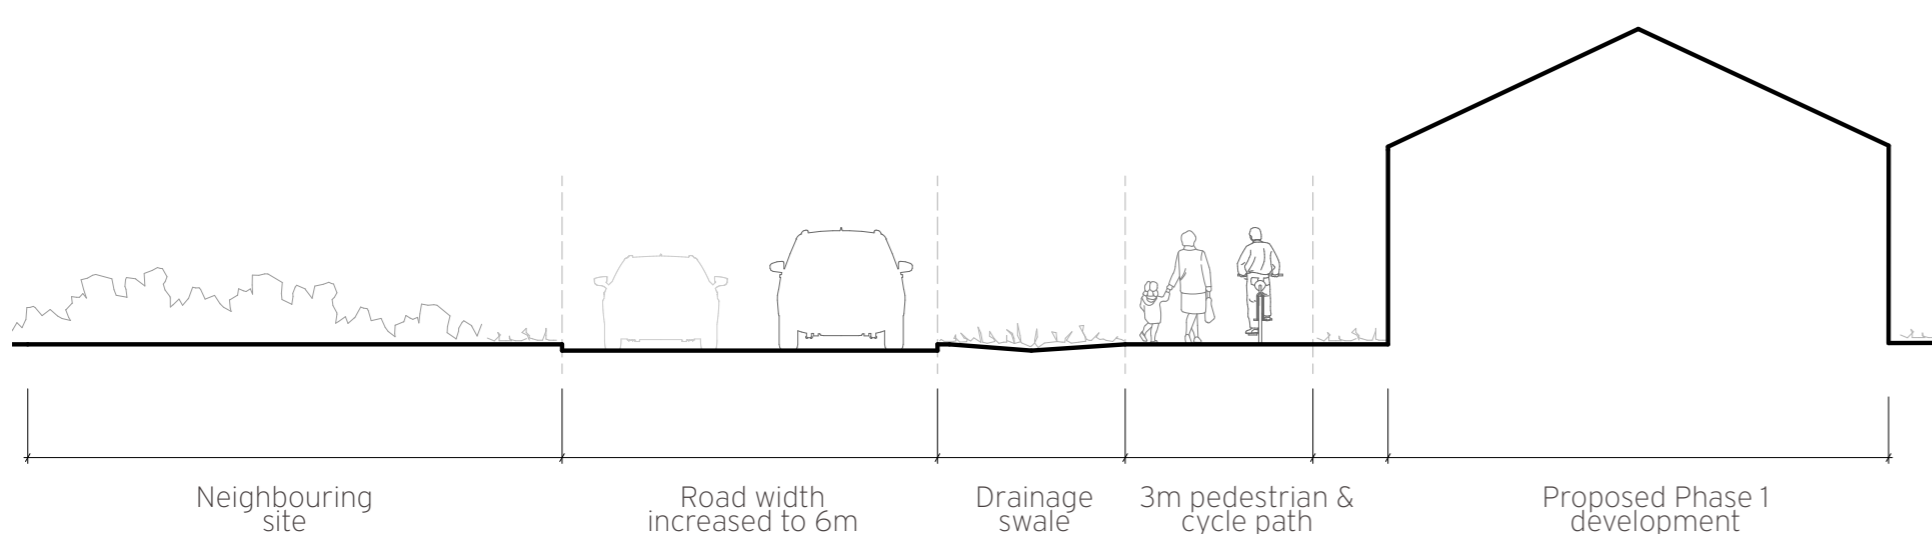 Neighbouring
site
Road width
increased to 6m
Drainage
swale
3m pedestrian &
cycle path
Proposed Phase 1
development